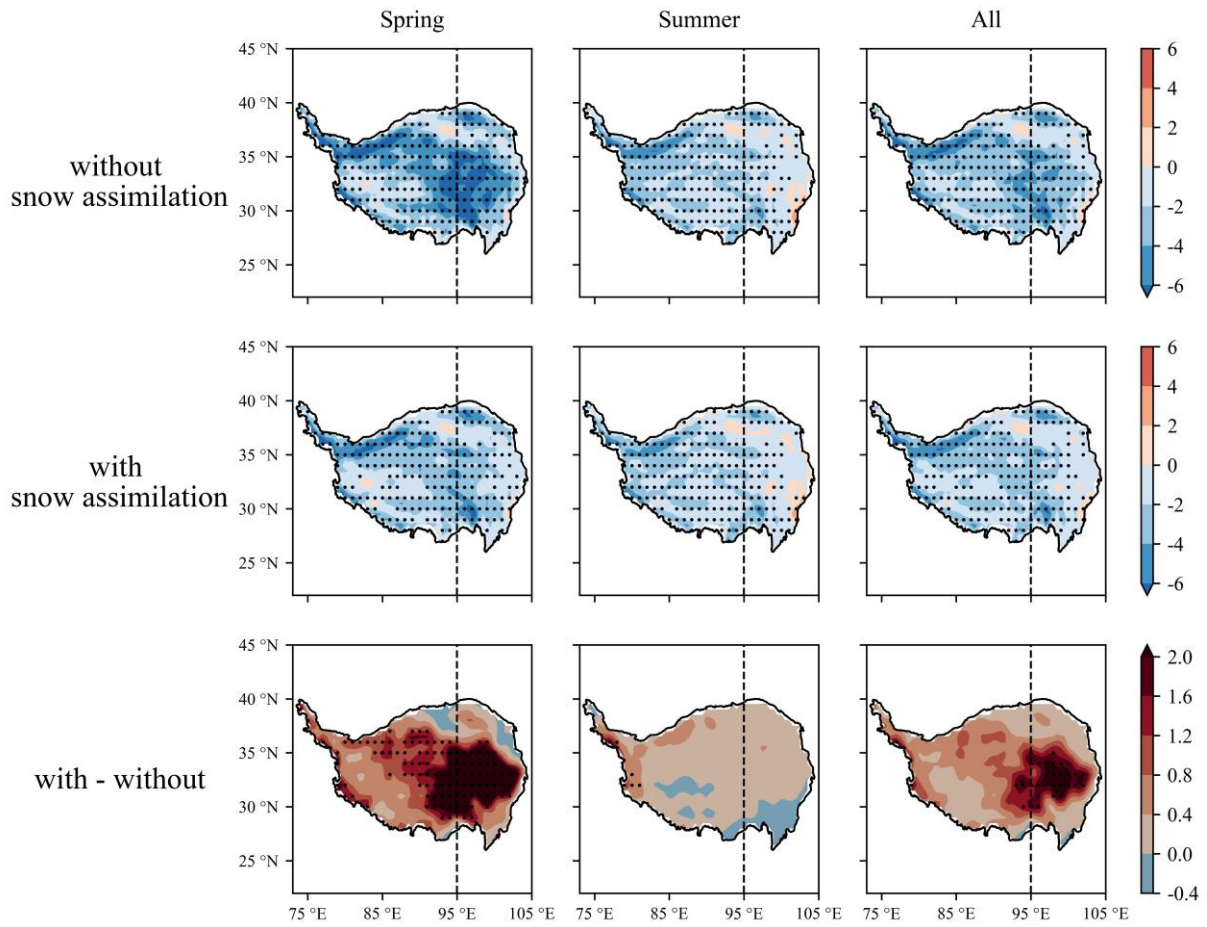 Spring Summer All
45 °N
40 °N
35 °N
30 °N
25 °N
without
snow assimilation
6
4
2
0
-2
-4
-6
45 °N
40 °N
35 °N
30 °N
25 °N
with
snow assimilation
6
4
2
0
-2
-4
-6
45 °N
40 °N
35 °N
30 °N
25 °N
with - without
2.0
1.6
1.2
0.8
0.4
0.0
-0.4
75 °E 85 °E 95 °E 105 °E 75 °E 85 °E 95 °E 105 °E 75 °E 85 °E 95 °E 105 °E